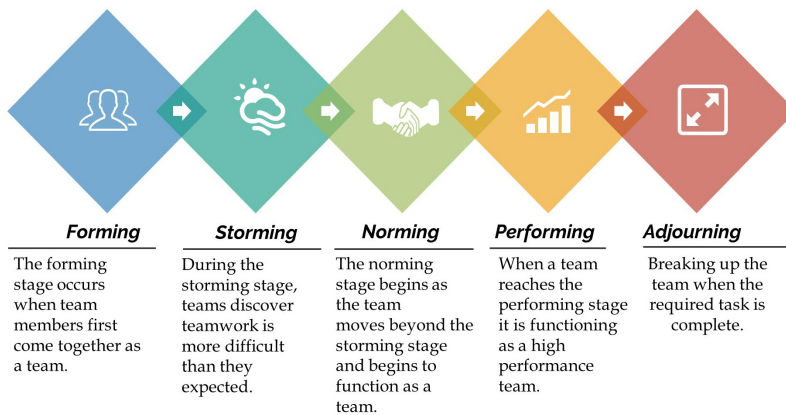 Forming
The forming
stage occurs
when team
members first
come together as
a team.
Storming
During the
storming stage,
teams discover
teamwork is
more difficult
than they
expected.
Norming
The norming
stage begins as
the team
moves beyond the
storming stage
and begins to
function as a
team.
Performing
When a team
reaches the
performing stage
it is functioning
as a high
performance
team.
Adjourning
Breaking up the
team when the
required task is
complete.